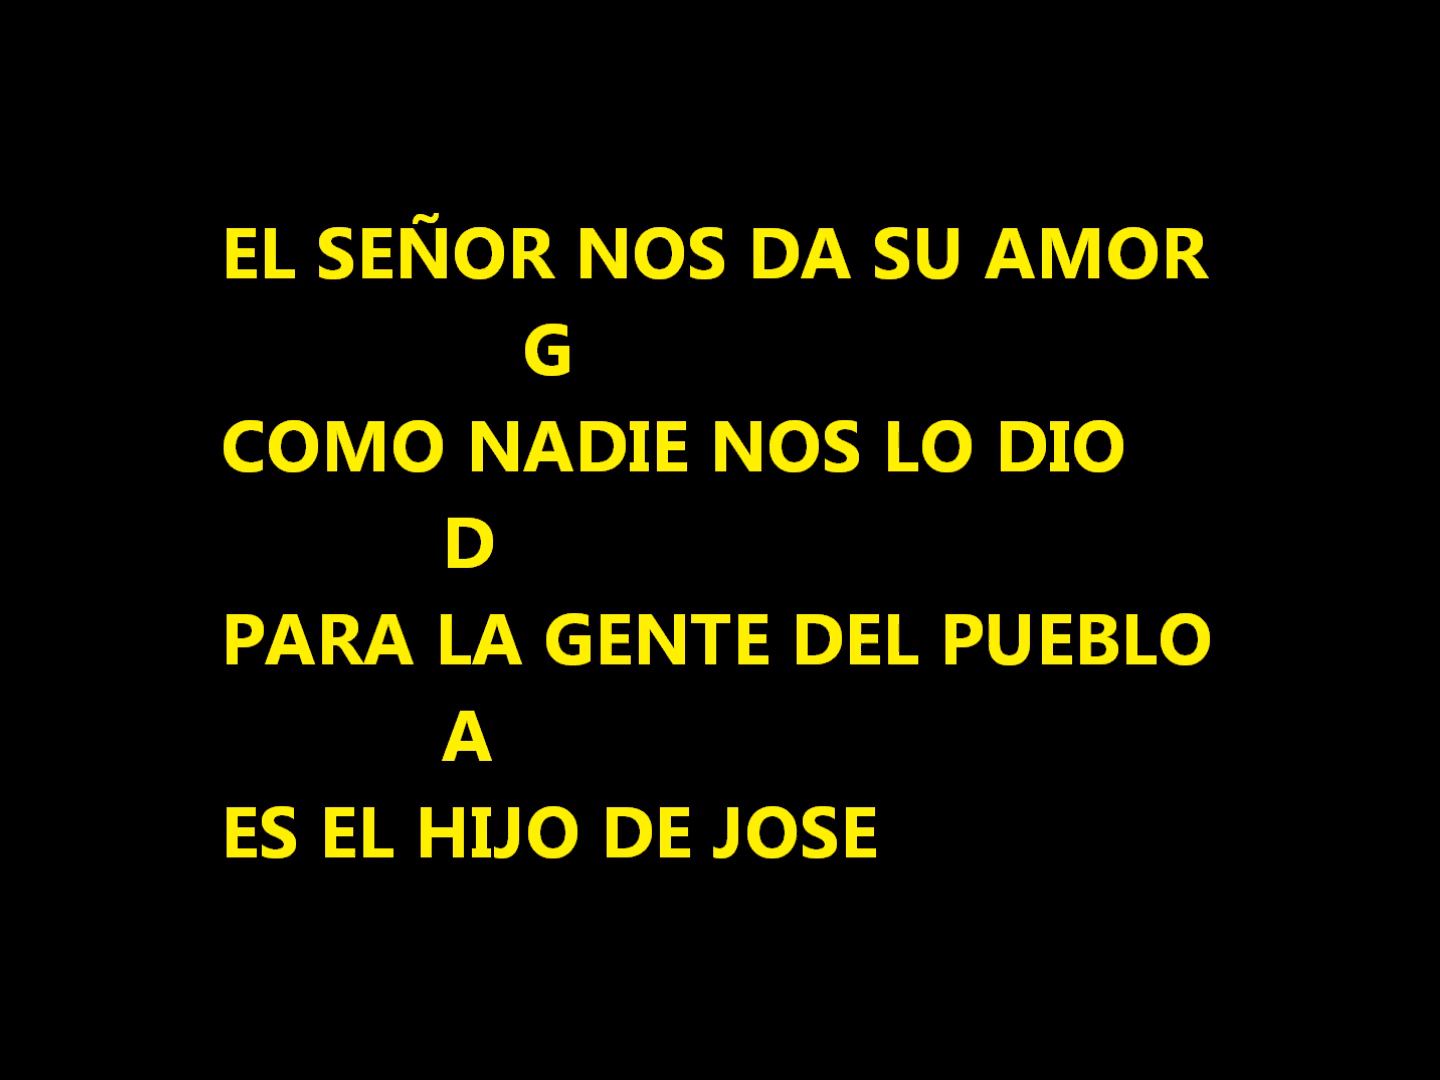 EL SEÑOR NOS DA SU AMOR
G
COMO NADIE NOS LO DIO
D
PARA LA GENTE DEL PUEBLO
A
ES EL HIJO DE JOSE